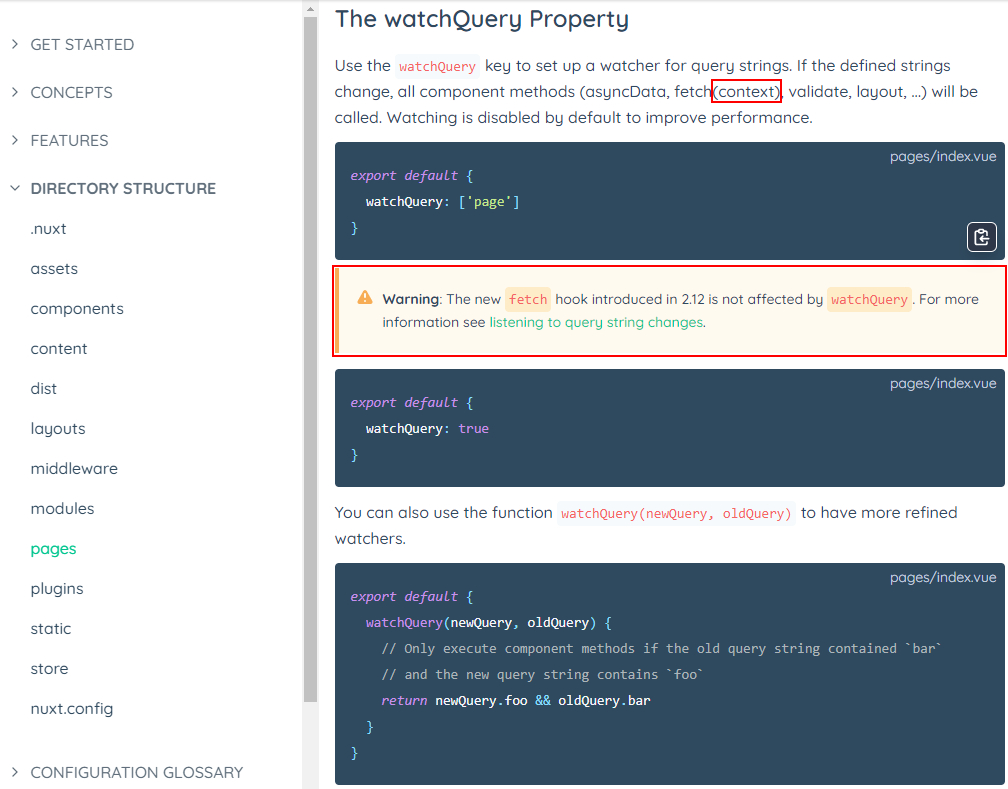 GET STARTED
CONCEPTS
FEATURES
DIRECTORY STRUCTURE
.nuxt
assets
components
content
dist
layouts
middleware
modules
pages
plugins
static
store
nuxt.config
CONFIGURATION GLOSSARY
The watchQuery Property
Use the watchQuery key to set up a watcher for query strings. If the defined strings
change, all component methods (asyncData, fetch(context), validate, layout, ...) will be
called. Watching is disabled by default to improve performance.
pages/index.vue
export default {
  watchQuery: ['page']
}
Warning: The new fetch hook introduced in 2.12 is not affected by watchQuery. For more
information see listening to query string changes.
pages/index.vue
export default {
  watchQuery: true
}
You can also use the function watchQuery(newQuery, oldQuery) to have more refined
watchers.
pages/index.vue
export default {
  watchQuery(newQuery, oldQuery) {
    // Only execute component methods if the old query string contained `bar`
    // and the new query string contains `foo`
    return newQuery.foo && oldQuery.bar
  }
}